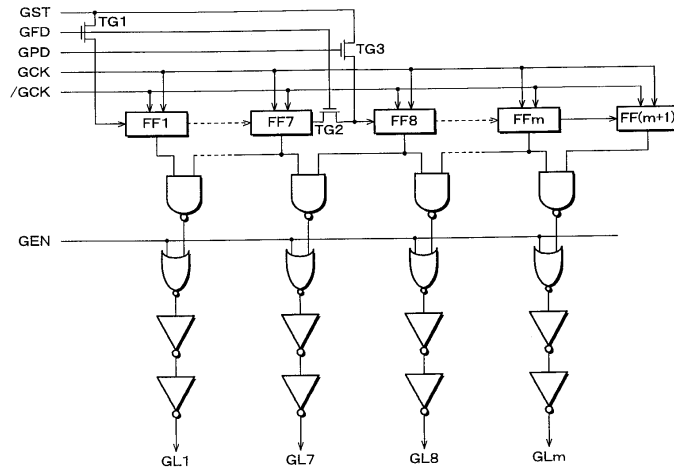 GST
TG1
GFD
GPD
TG3
GCK
/GCK
FF1
FF7
TG2
FF8
FFm
FF(m+1)
GEN
GL1
GL7
GL8
GLm